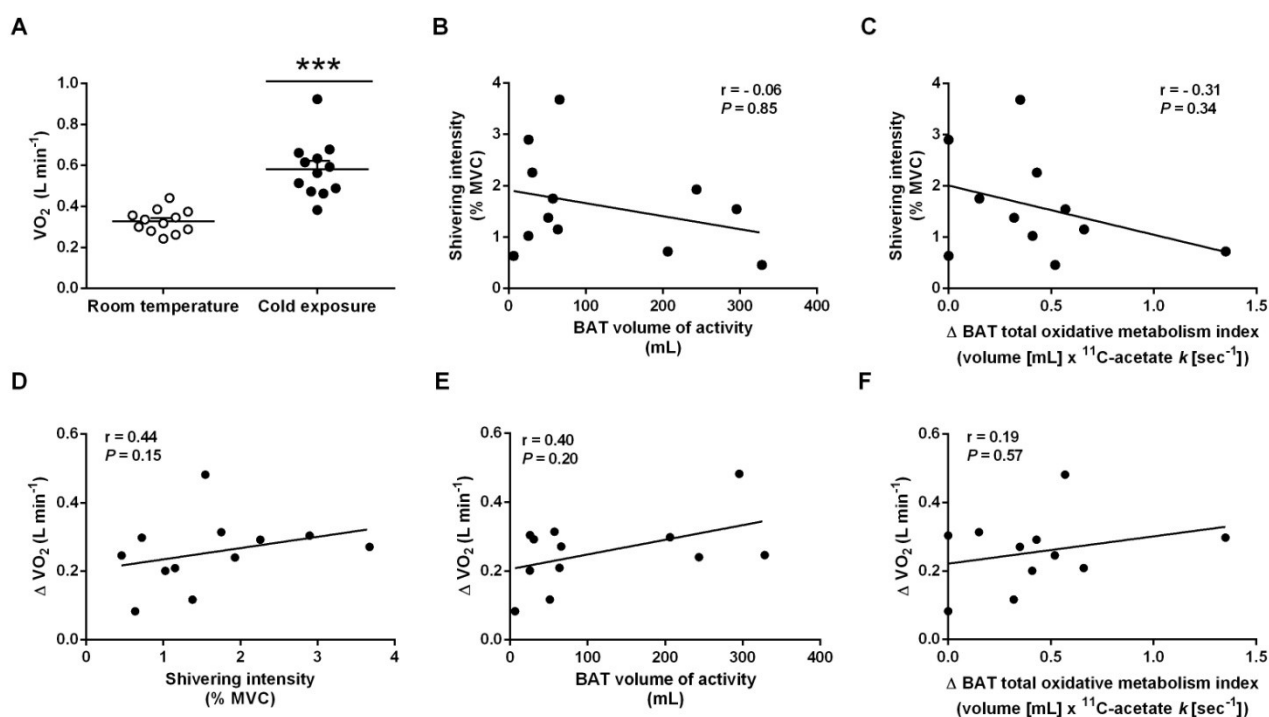 A
VO2 (L min-1)
1.0
0.8
0.6
0.4
0.2
0.0
***
Room temperature
Cold exposure
B
Shivering intensity
(% MVC)
4
3
2
1
0
r = - 0.06
P = 0.85
0
100
200
300
400
BAT volume of activity
(mL)
C
Shivering intensity
(% MVC)
4
3
2
1
0
r = - 0.31
P = 0.34
0.0
0.5
1.0
1.5
Δ BAT total oxidative metabolism index
(volume [mL] x 11C-acetate k [sec-1])
D
Δ VO2 (L min-1)
0.6
0.4
0.2
0.0
r = 0.44
P = 0.15
0
1
2
3
4
Shivering intensity
(% MVC)
E
Δ VO2 (L min-1)
0.6
0.4
0.2
0.0
r = 0.40
P = 0.20
0
100
200
300
400
BAT volume of activity
(mL)
F
Δ VO2 (L min-1)
0.6
0.4
0.2
0.0
r = 0.19
P = 0.57
0.0
0.5
1.0
1.5
Δ BAT total oxidative metabolism index
(volume [mL] x 11C-acetate k [sec-1])